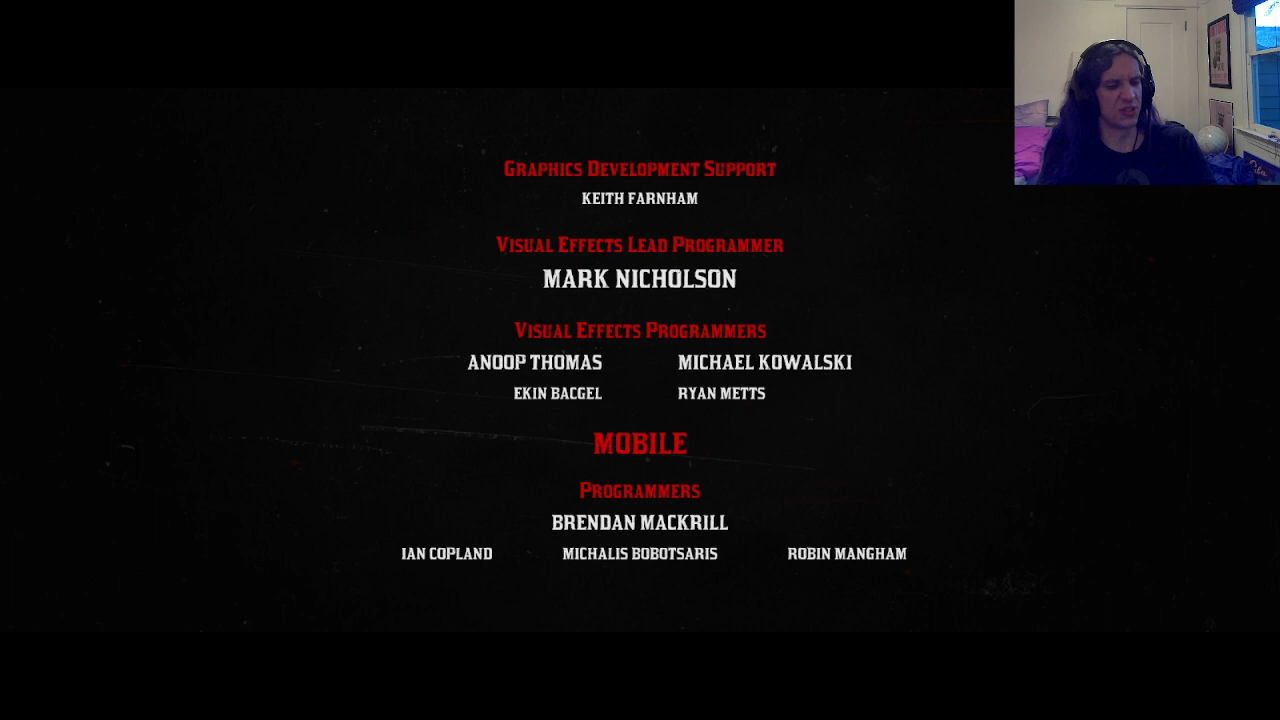 Graphics Development Support
KEITH FARNHAM
Visual Effects Lead Programmer
MARK NICHOLSON
Visual Effects Programmers
ANOOP THOMAS MICHAEL KOWALSKI
EKIN BACGEL RYAN METTS
MOBILE
Programmers
BRENDAN MACKRILL
IAN COPLAND MICHALIS BOBOTSARIS ROBIN MANGHAM